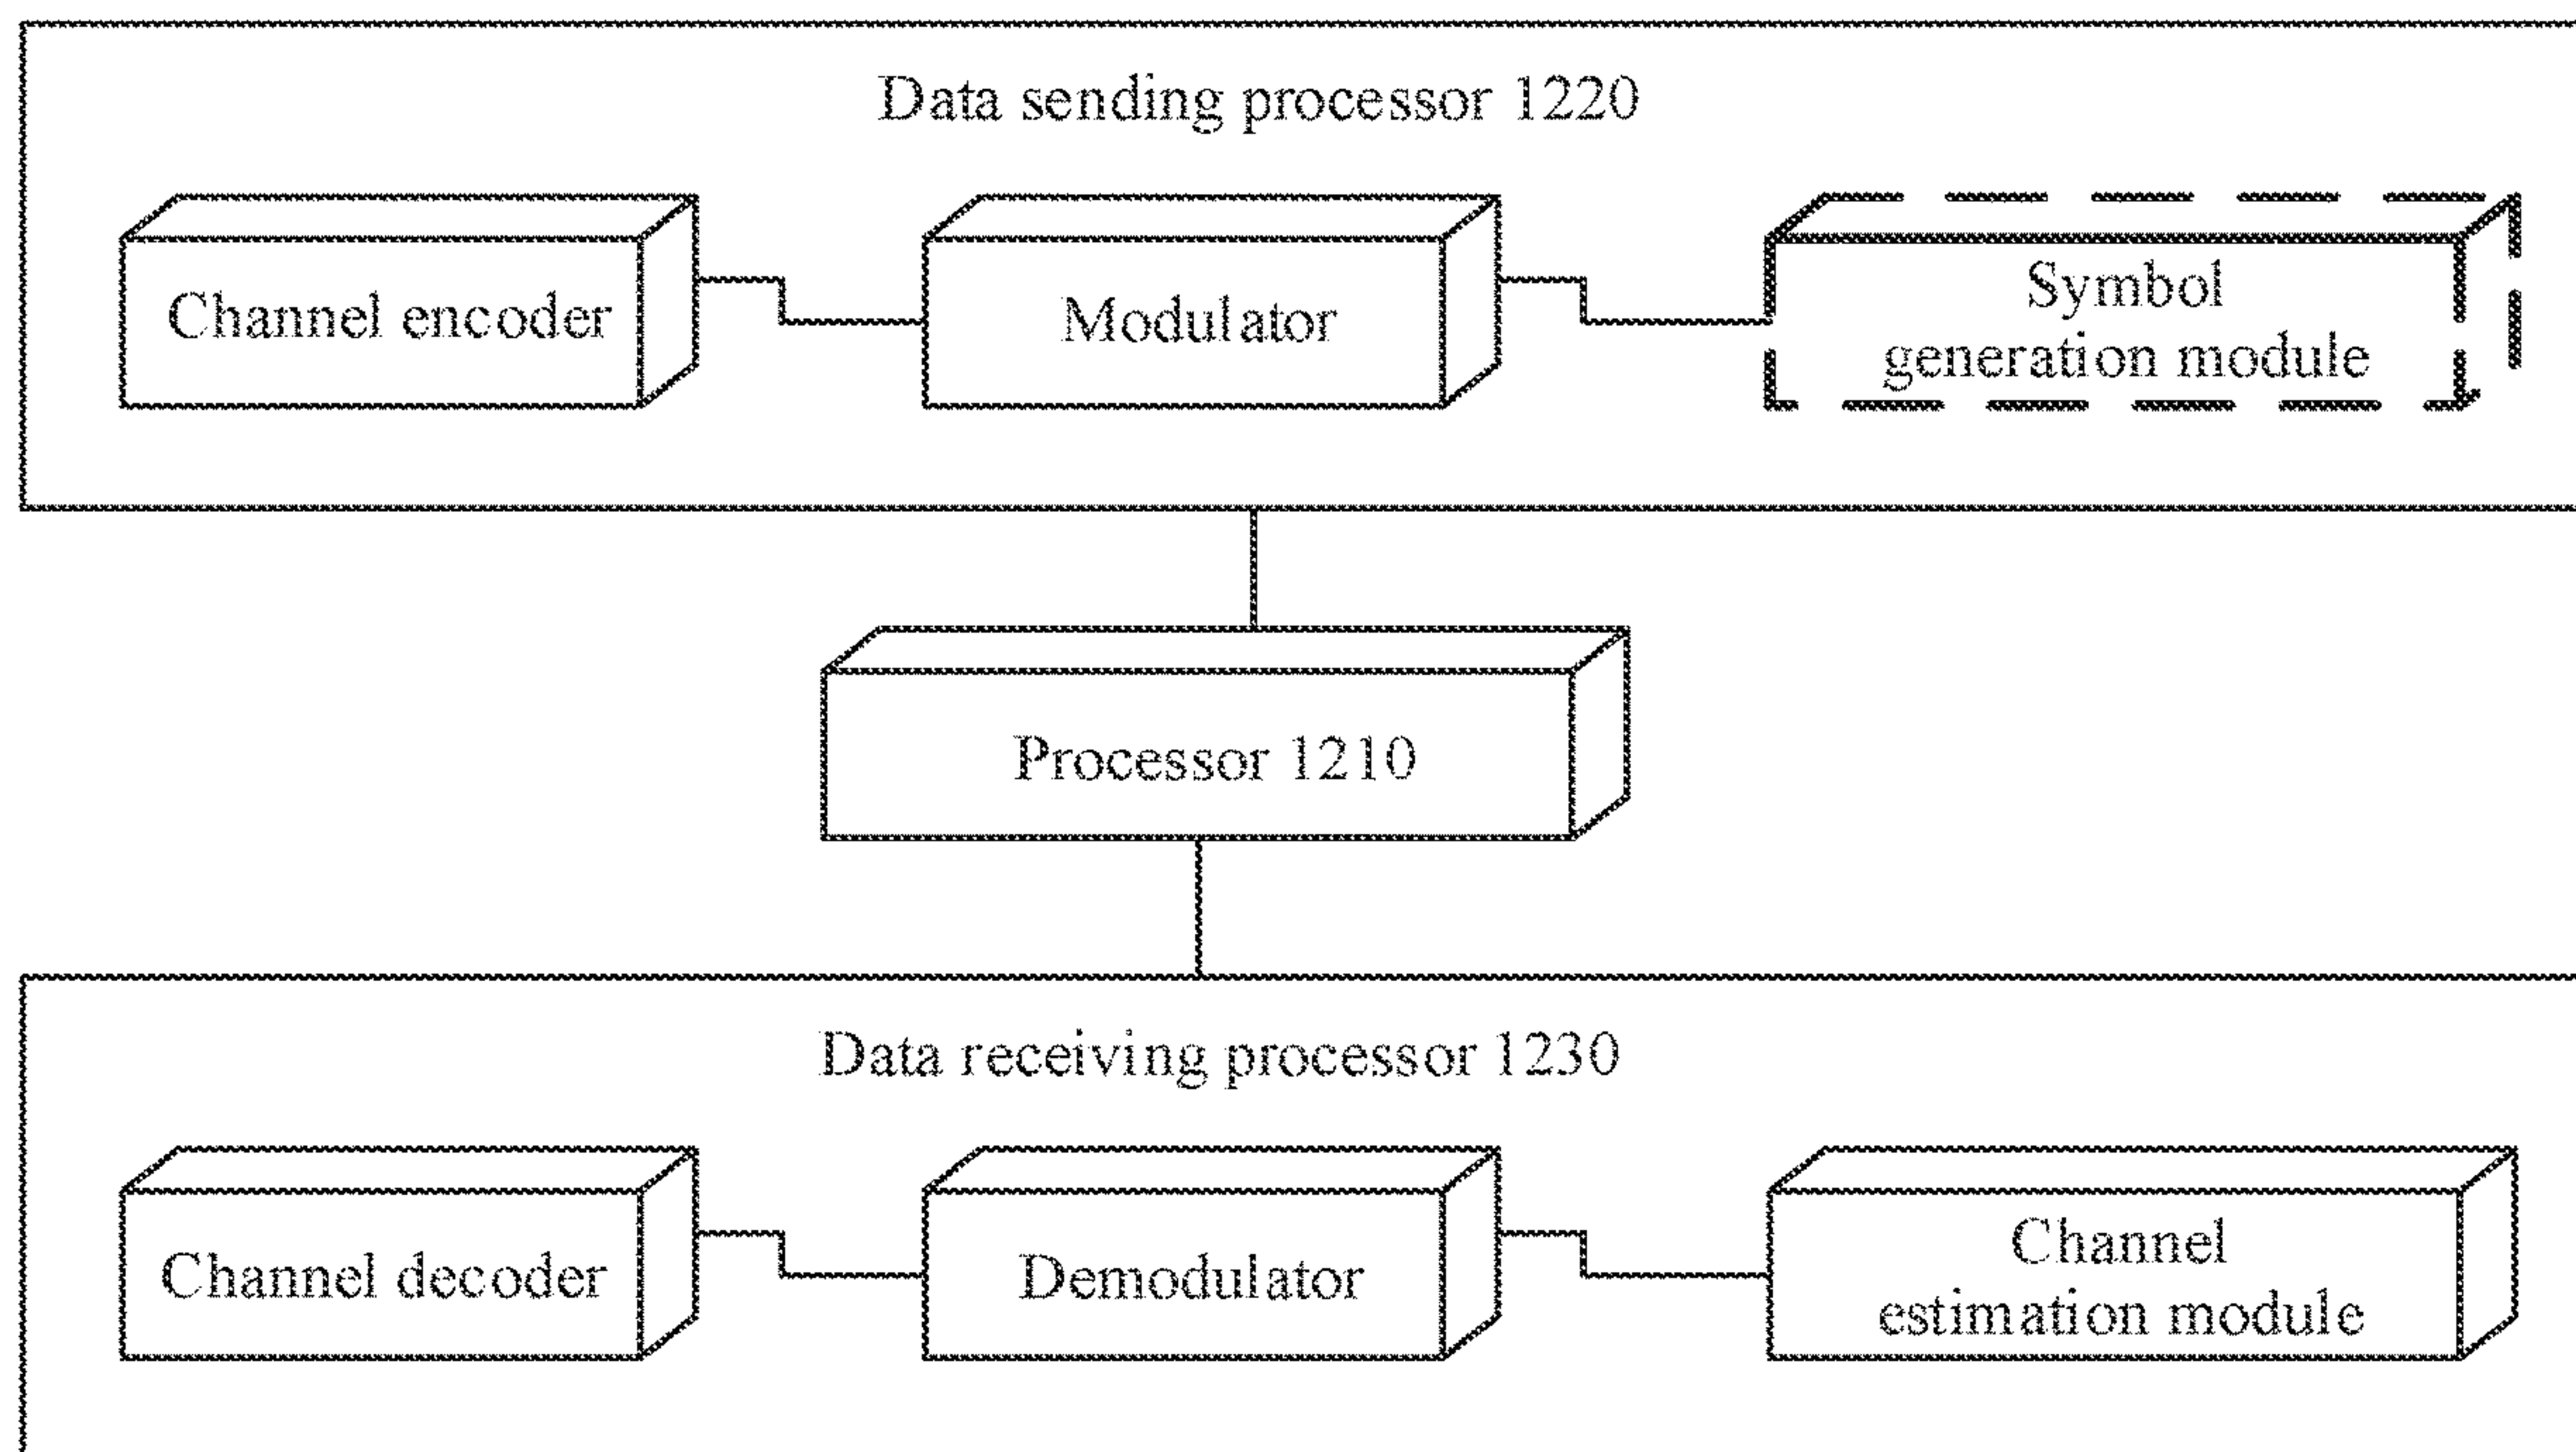 Data sending processor 1220
Channel encoder
Modulator
Symbol
generation module
Processor 1210
Data receiving processor 1230
Channel decoder
Demodulator
Channel
estimation module